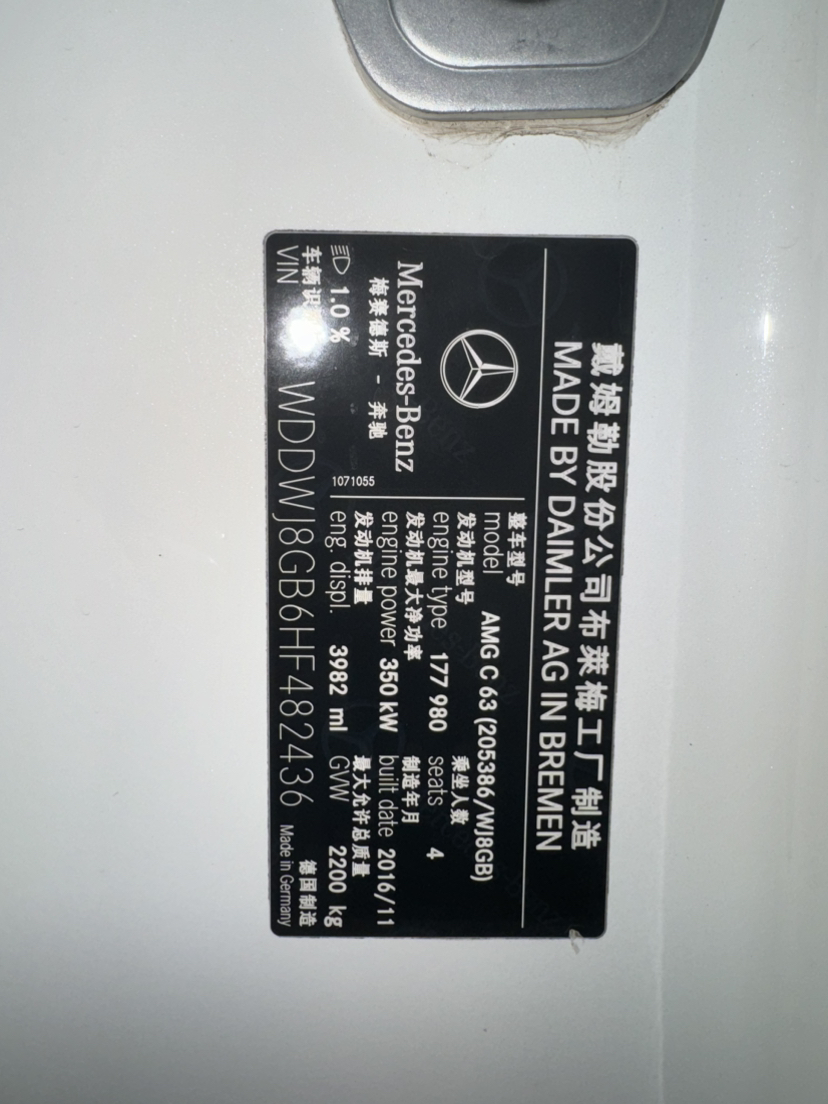 戴姆勒股份公司布莱梅工厂制造
MADE BY DAIMLER AG IN BREMEN
Mercedes-Benz
梅赛德斯 - 奔驰
1.0 %
1071055
整车型号
model AMG C 63 (205386/WJ8GB)
发动机型号 乘坐人数
engine type 177 980 seats 4
发动机最大净功率 制造年月
engine power 350 kW built date 2016/11
发动机排量 最大允许总质量
eng. displ. 3982 ml GVW 2200 kg
车辆识
VIN WDDWJ8GB6HF482436
德国制造
Made in Germany